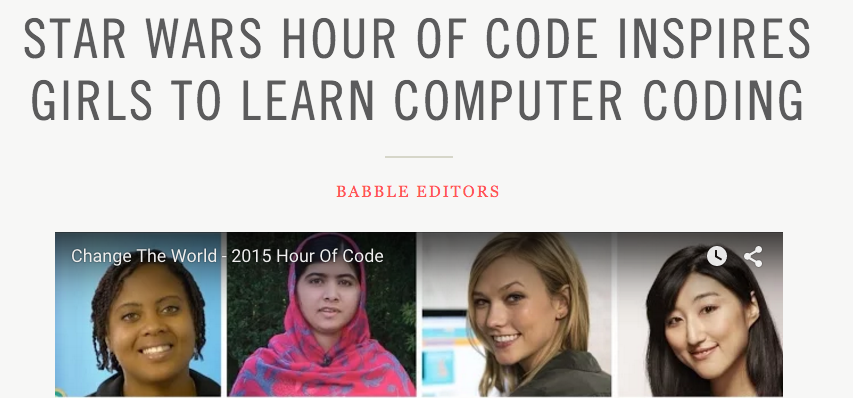 STAR WARS HOUR OF CODE INSPIRES
GIRLS TO LEARN COMPUTER CODING
BABBLE EDITORS
Change The World - 2015 Hour Of Code